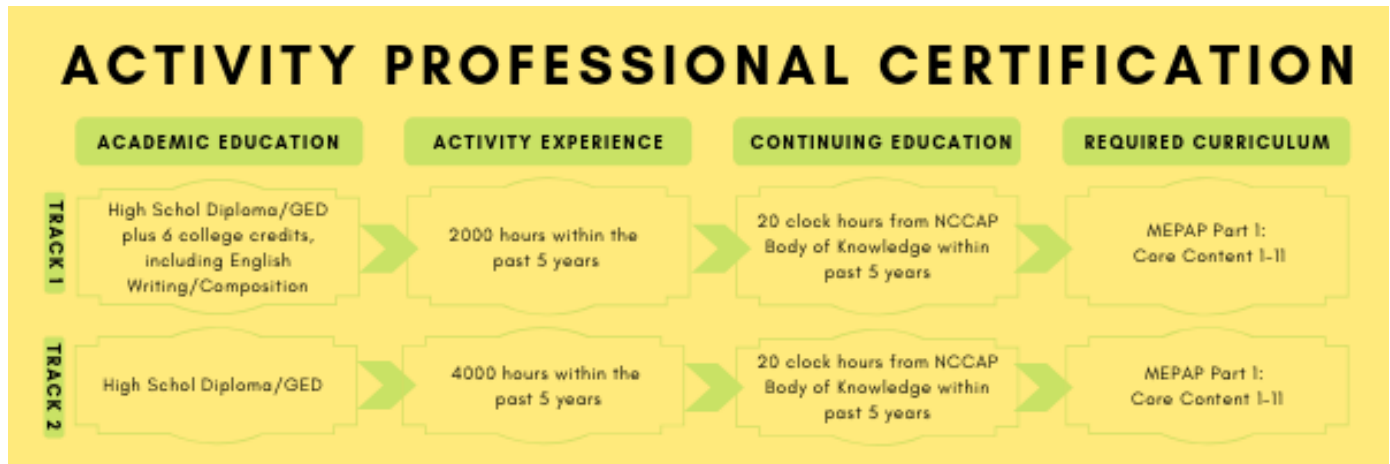 ACTIVITY PROFESSIONAL CERTIFICATION
ACADEMIC EDUCATION
ACTIVITY EXPERIENCE
CONTINUING EDUCATION
REQUIRED CURRICULUM
TRACK 1
High Schol Diploma/GED
plus 6 college credits,
including English
Writing/Composition
2000 hours within the
past 5 years
20 clock hours from NCCAP
Body of Knowledge within
past 5 years
MEPAP Part 1:
Core Content 1-11
TRACK 2
High Schol Diploma/GED
4000 hours within the
past 5 years
20 clock hours from NCCAP
Body of Knowledge within
past 5 years
MEPAP Part 1:
Core Content 1-11